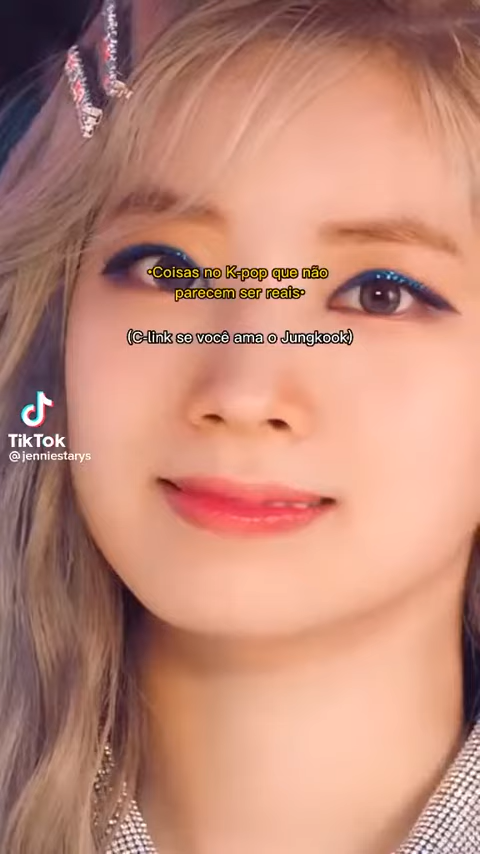 •Coisas no K-pop que não
parecem ser reais•
(C-link se você ama o Jungkook)
TikTok
@jenniestarys